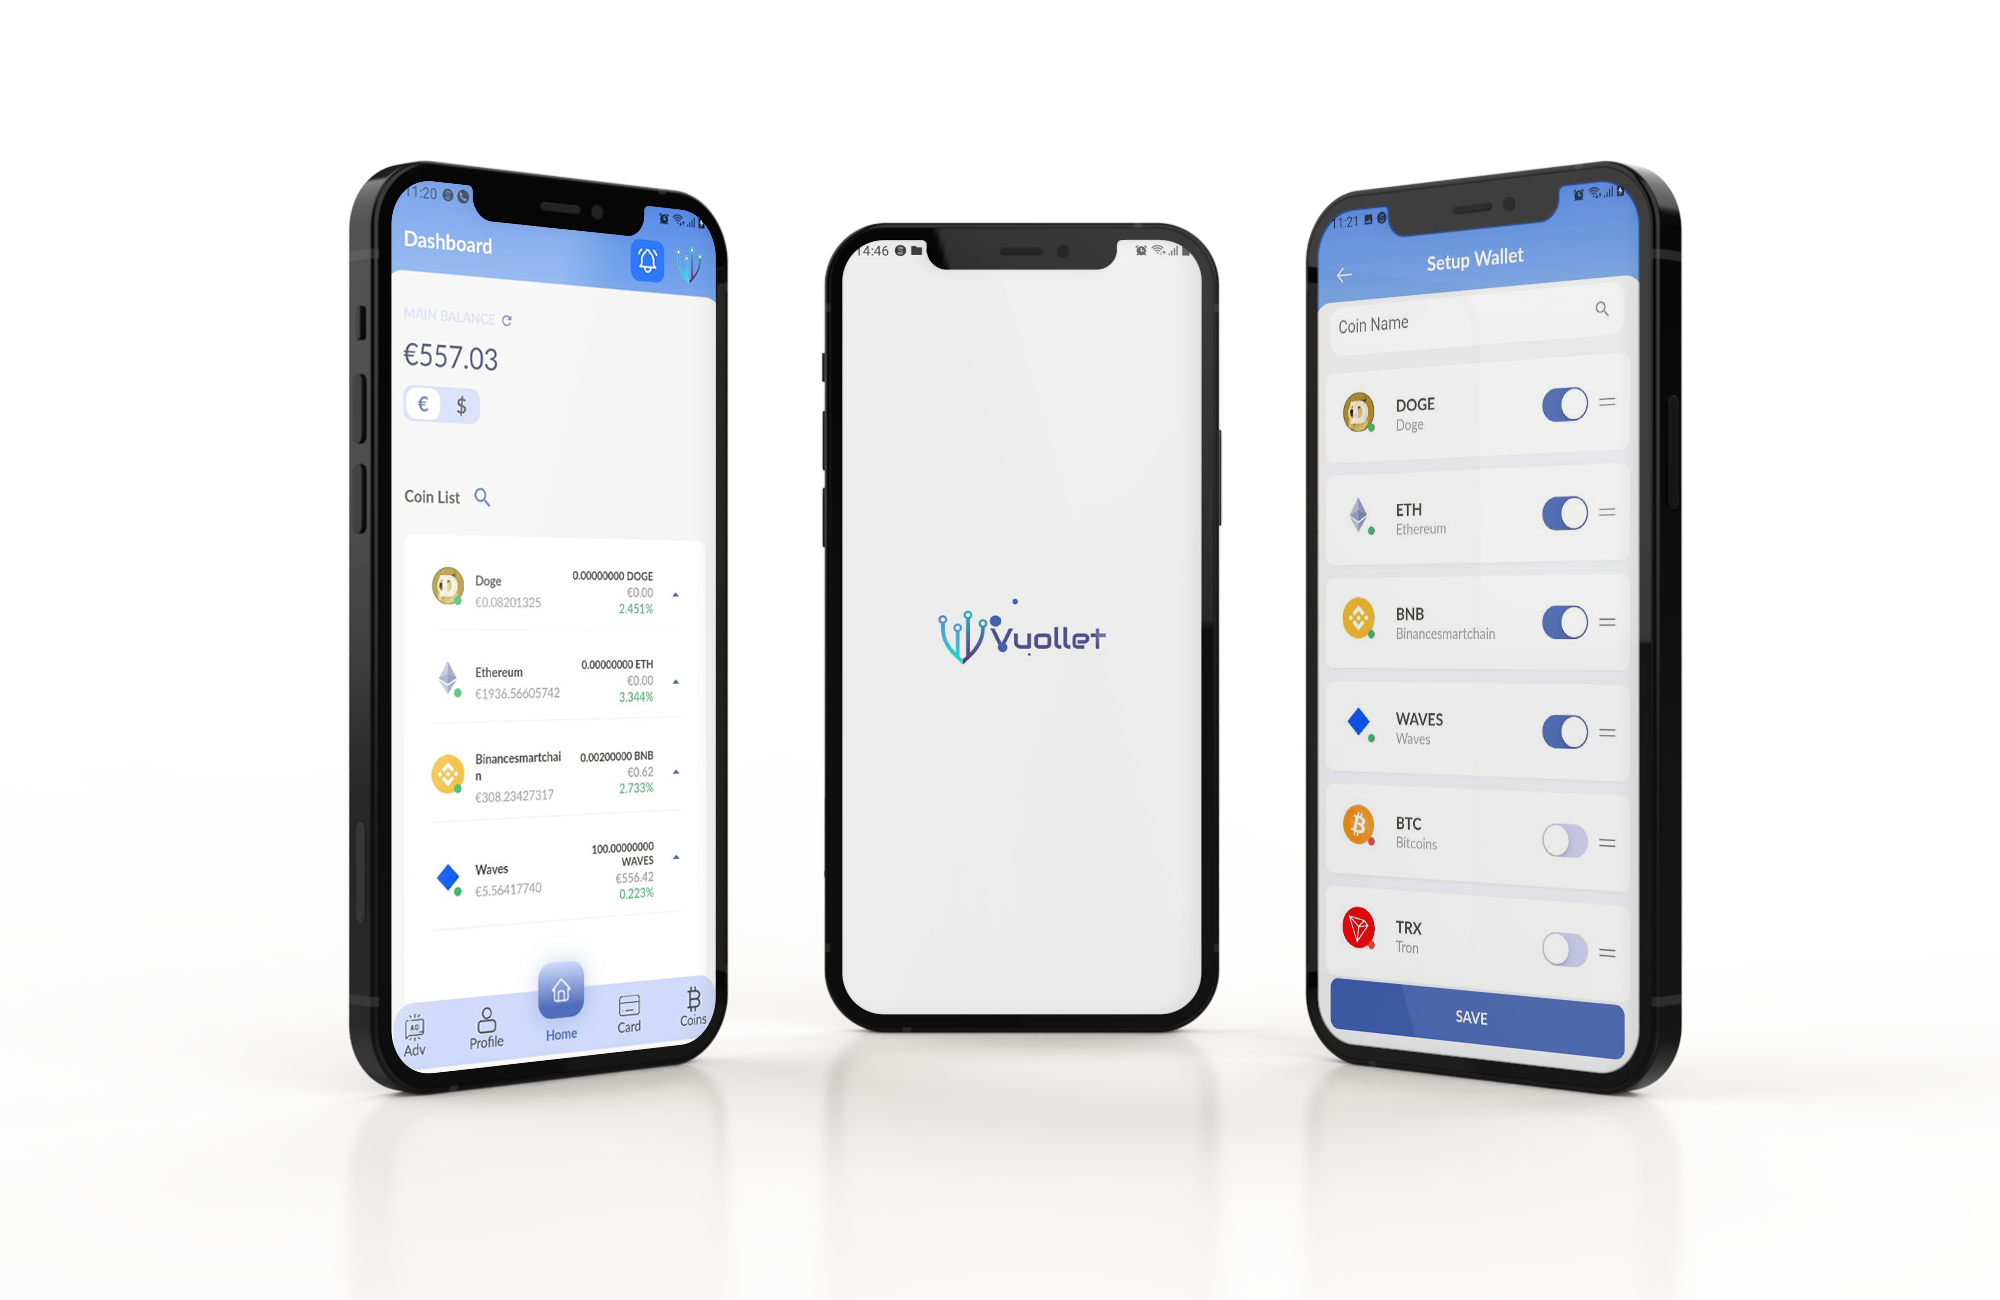 11:20
Dashboard
MAIN BALANCE
€557.03
€ $
Coin List
Doge
€0.08201325
0.00000000 DOGE
€0.00
2.451%
Ethereum
€1936.56605742
0.00000000 ETH
€0.00
3.344%
Binancesmartchai
n
€308.23427317
0.00200000 BNB
€0.62
2.733%
Waves
€5.56417740
100.00000000
WAVES
€556.42
0.223%
AD
Adv
Profile
Home
Card
Coins
14:46
Vuollet
11:21
Setup Wallet
Coin Name
DOGE
Doge
ETH
Ethereum
BNB
Binancesmartchain
WAVES
Waves
BTC
Bitcoins
TRX
Tron
SAVE